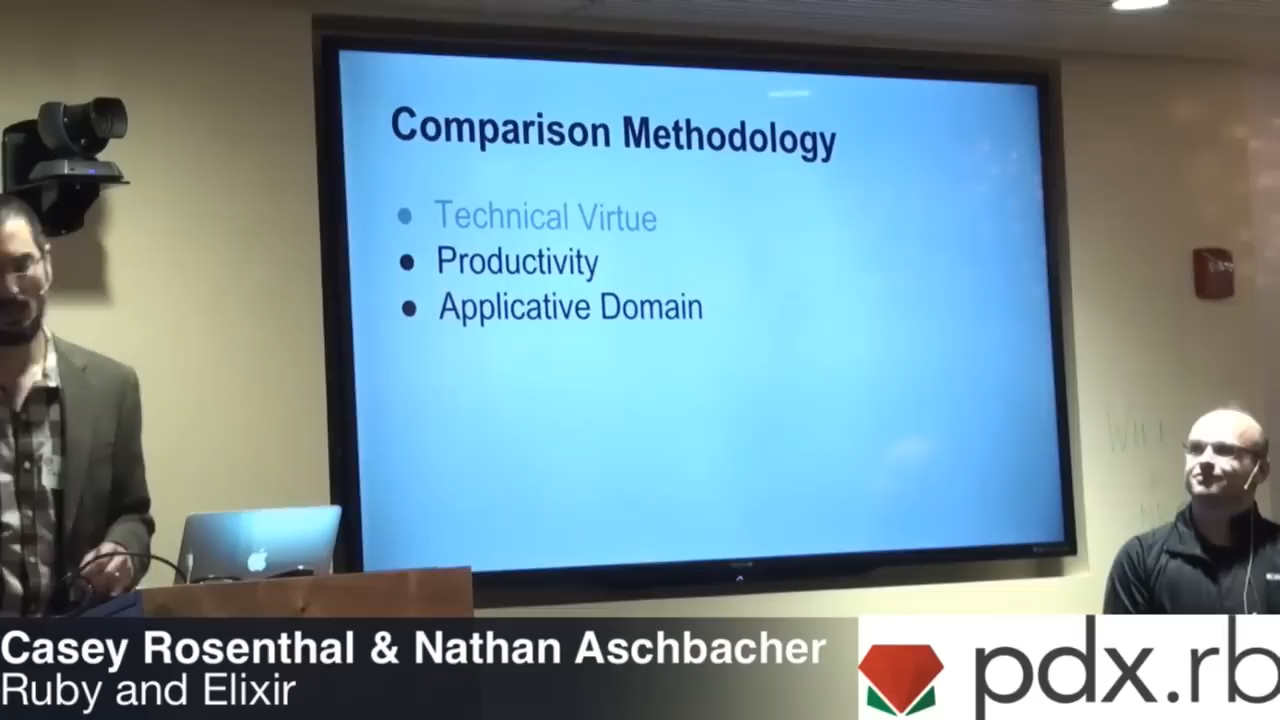 Comparison Methodology
● Technical Virtue
● Productivity
● Applicative Domain
Casey Rosenthal & Nathan Aschbacher
Ruby and Elixir
pdx.rb